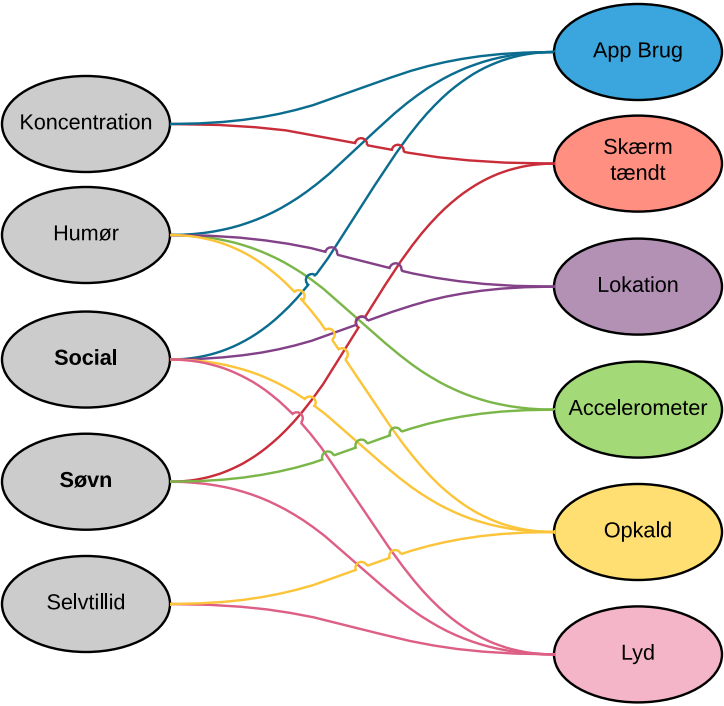 Koncentration
Humør
Social
Søvn
Selvtillid
App Brug
Skærm
tændt
Lokation
Accelerometer
Opkald
Lyd